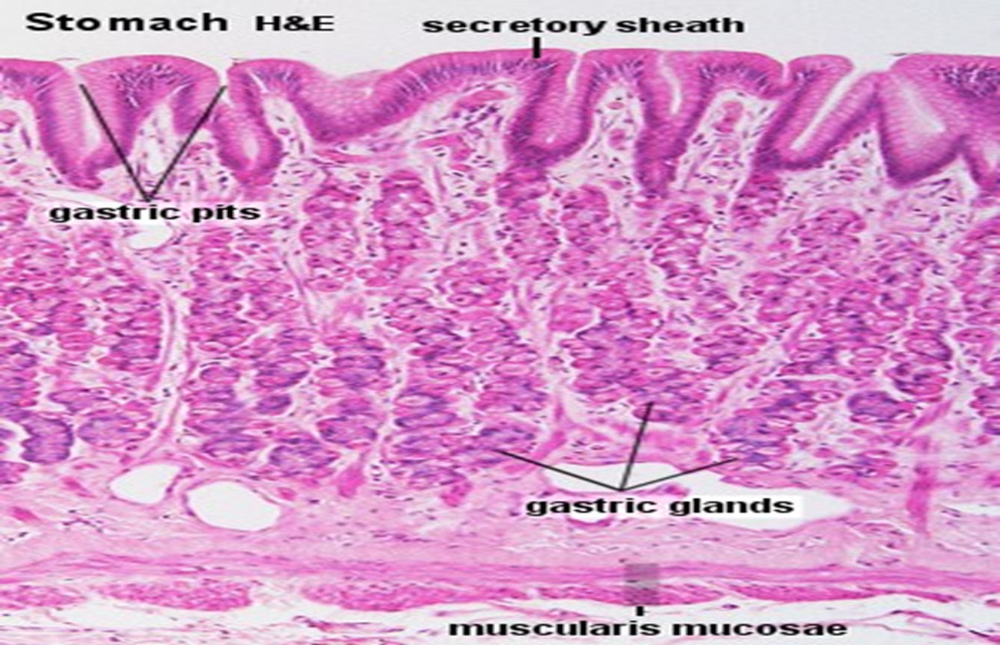 Stomach H&E
secretory sheath
gastric pits
gastric glands
muscularis mucosae